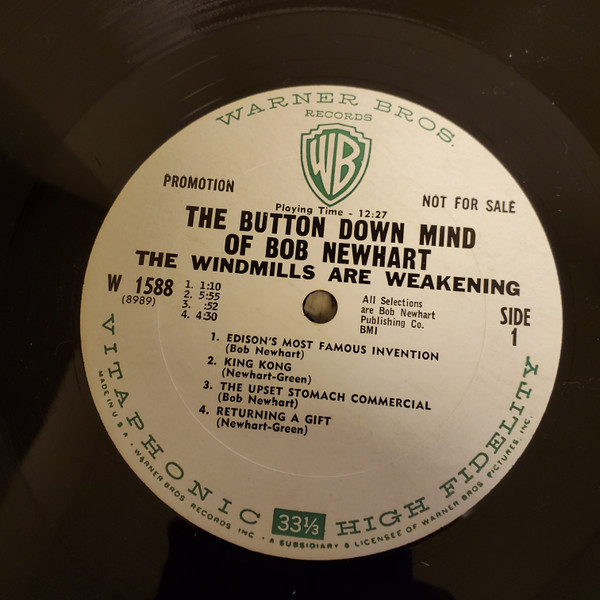 WARNER BROS.
RECORDS
WB
PROMOTION
NOT FOR SALE
Playing Time - 12:27
THE BUTTON DOWN MIND
OF BOB NEWHART
THE WINDMILLS ARE WEAKENING
W 1588
(8989)
1. 1:10
2. 5:55
3. :52
4. 4:30
All Selections
are Bob Newhart
Publishing Co.
BMI
SIDE
1
1. EDISON'S MOST FAMOUS INVENTION
(Bob Newhart)
2. KING KONG
(Newhart-Green)
3. THE UPSET STOMACH COMMERCIAL
(Bob Newhart)
4. RETURNING A GIFT
(Newhart-Green)
VITAPHONIC 33⅓ HIGH FIDELITY
MADE IN U.S.A. • WARNER BROS. RECORDS INC. • A SUBSIDIARY & LICENSEE OF WARNER BROS. PICTURES, INC.